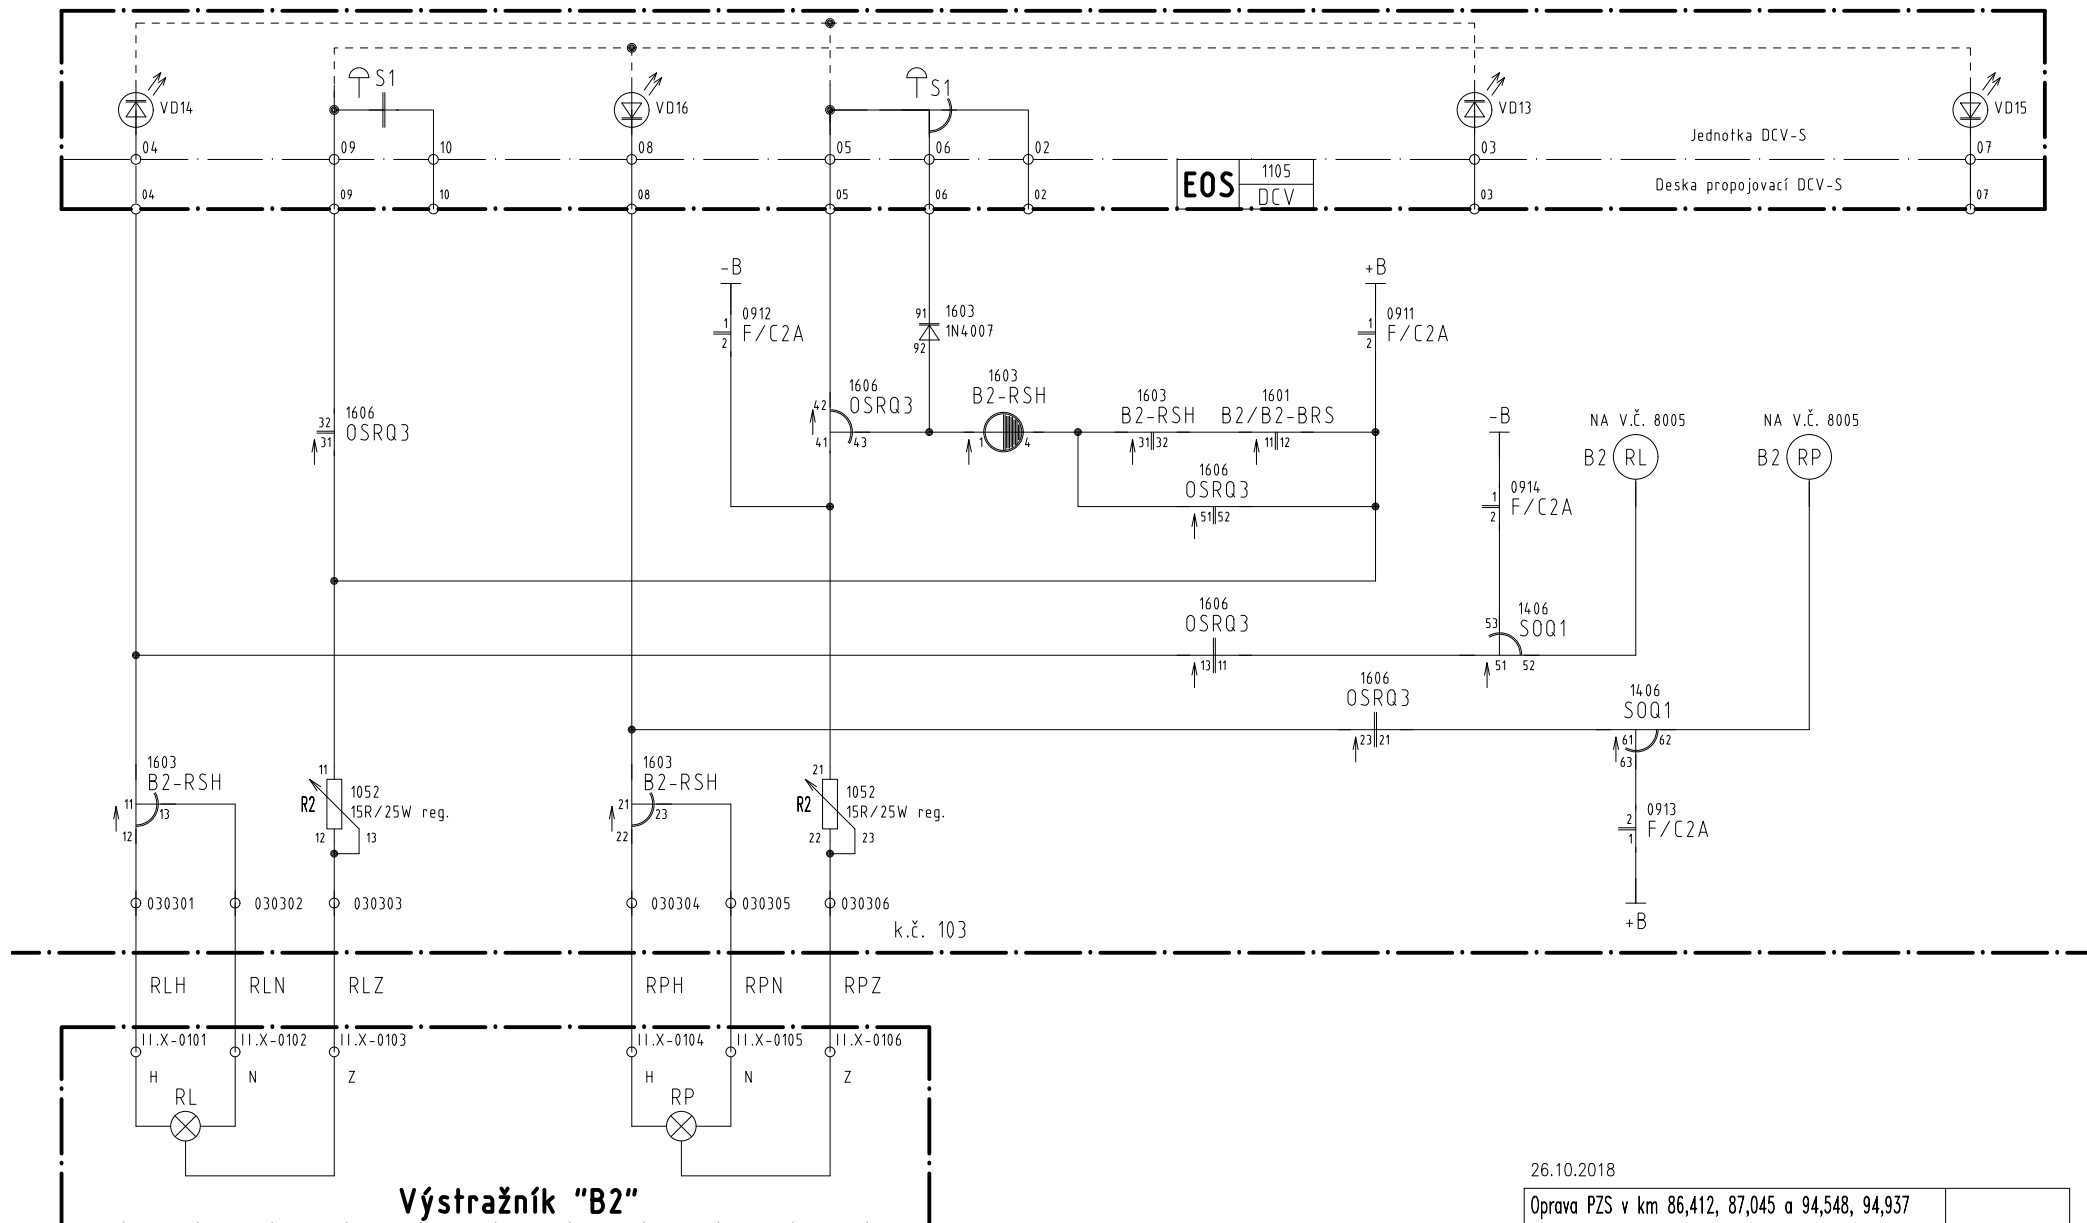 S1
S1
VD14
VD16
VD13
VD15
Jednotka DCV-S
04
09
10
08
05
06
02
03
07
EOS
1105
DCV
Deska propojovací DCV-S
04
09
10
08
05
06
02
03
07
-B
+B
0912
1
F/C2A
2
91
1603
1N4007
92
0911
1
F/C2A
2
1606
OSRQ3
32
31
1606
OSRQ3
42
41
43
1603
B2-RSH
1
4
1603
B2-RSH
31
32
1601
B2/B2-BRS
11
12
-B
NA V.Č. 8005
B2
RL
NA V.Č. 8005
B2
RP
1606
OSRQ3
51
52
0914
1
F/C2A
2
1606
OSRQ3
13
11
1406
53
SOQ1
51
52
1606
OSRQ3
23
21
1406
SOQ1
61
62
63
1603
B2-RSH
11
13
12
11
R2
1052
15R/25W reg.
12
13
1603
B2-RSH
21
23
22
21
R2
1052
15R/25W reg.
22
23
0913
2
F/C2A
1
+B
030301
030302
030303
030304
030305
030306
k.č. 103
RLH
RLN
RLZ
RPH
RPN
RPZ
II.X-0101
II.X-0102
II.X-0103
II.X-0104
II.X-0105
II.X-0106
H
N
Z
H
N
Z
RL
RP
Výstražník "B2"
26.10.2018
Oprava PZS v km 86,412, 87,045 a 94,548, 94,937